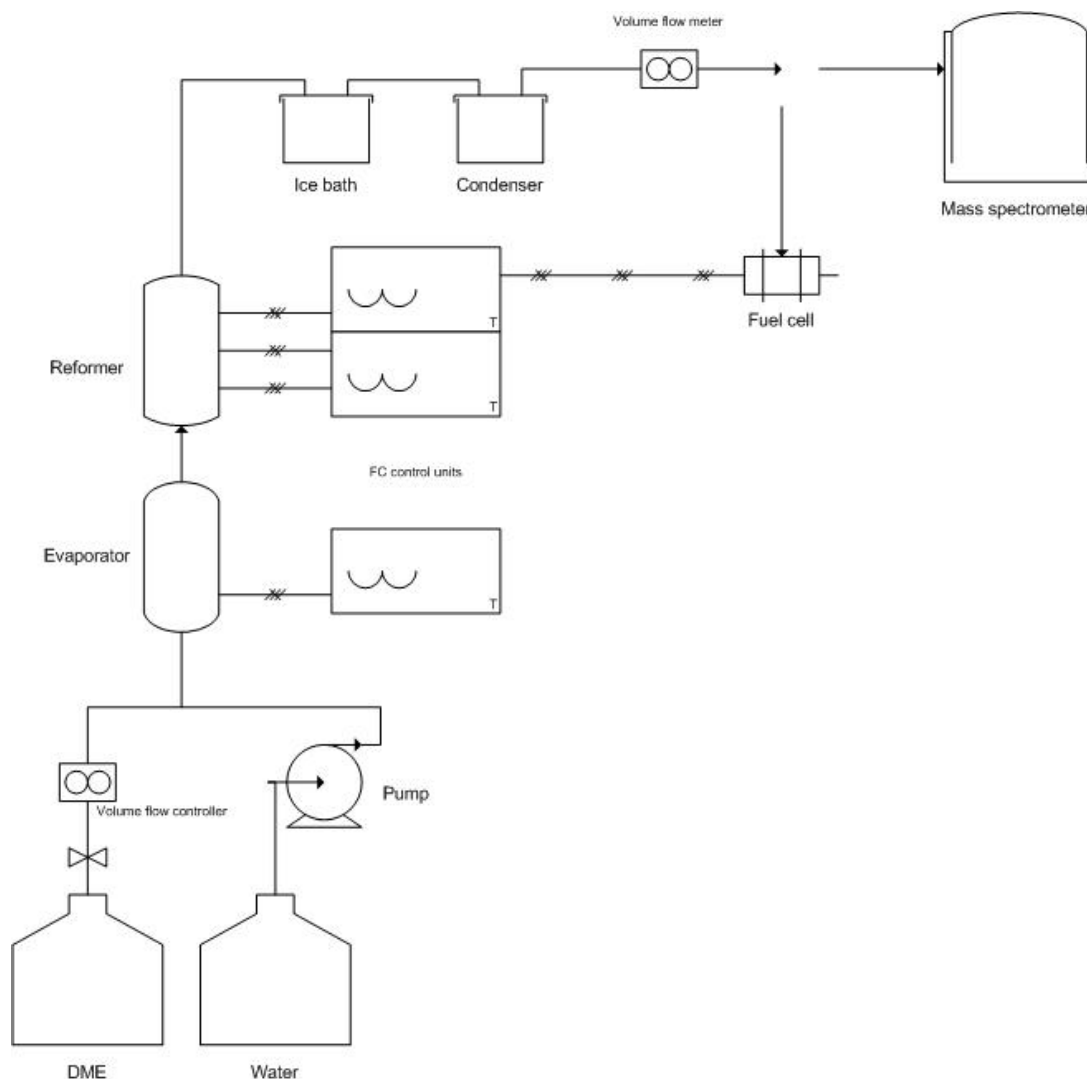 Volume flow meter
Ice bath
Condenser
Mass spectrometer
Fuel cell
T
Reformer
T
FC control units
Evaporator
T
Pump
Volume flow controller
DME
Water